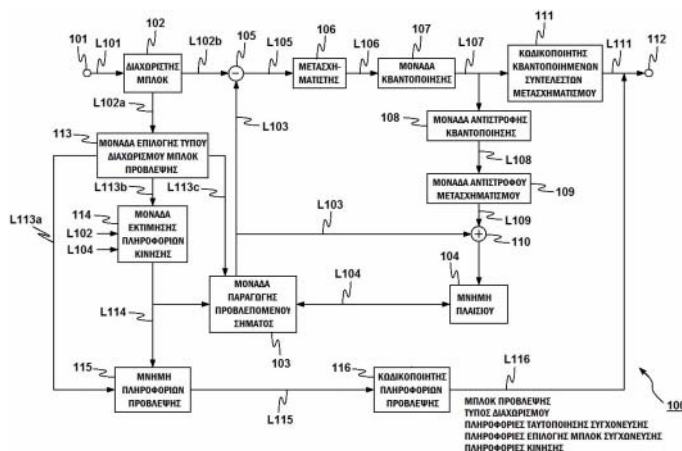 101
L101
102
ΔΙΑΧΩΡΙΣΤΗΣ
ΜΠΛΟΚ
L102b
105
L105
106
ΜΕΤΑΣΧΗ-
ΜΑΤΙΣΤΗΣ
L106
107
ΜΟΝΑΔΑ
ΚΒΑΝΤΟΠΟΙΗΣΗΣ
L107
111
ΚΩΔΙΚΟΠΟΙΗΤΗΣ
ΚΒΑΝΤΟΠΟΙΗΜΕΝΩΝ
ΣΥΝΤΕΛΕΣΤΩΝ
ΜΕΤΑΣΧΗΜΑΤΙΣΜΟΥ
L111
112
L102a
113
ΜΟΝΑΔΑ ΕΠΙΛΟΓΗΣ ΤΥΠΟΥ
ΔΙΑΧΩΡΙΣΜΟΥ ΜΠΛΟΚ
ΠΡΟΒΛΕΨΗΣ
L103
108
ΜΟΝΑΔΑ ΑΝΤΙΣΤΡΟΦΗΣ
ΚΒΑΝΤΟΠΟΙΗΣΗΣ
L108
ΜΟΝΑΔΑ ΑΝΤΙΣΤΡΟΦΟΥ
ΜΕΤΑΣΧΗΜΑΤΙΣΜΟΥ
109
L109
110
L113a
L113b
L113c
114
L102
L104
ΜΟΝΑΔΑ
ΕΚΤΙΜΗΣΗΣ
ΠΛΗΡΟΦΟΡΙΩΝ
ΚΙΝΗΣΗΣ
L103
L114
ΜΟΝΑΔΑ
ΠΑΡΑΓΩΓΗΣ
ΠΡΟΒΛΕΠΟΜΕΝΟΥ
ΣΗΜΑΤΟΣ
103
L104
104
ΜΝΗΜΗ
ΠΛΑΙΣΙΟΥ
115
ΜΝΗΜΗ
ΠΛΗΡΟΦΟΡΙΩΝ
ΠΡΟΒΛΕΨΗΣ
L115
116
ΚΩΔΙΚΟΠΟΙΗΤΗΣ
ΠΛΗΡΟΦΟΡΙΩΝ
ΠΡΟΒΛΕΨΗΣ
L116
100
ΜΠΛΟΚ ΠΡΟΒΛΕΨΗΣ
ΤΥΠΟΣ ΔΙΑΧΩΡΙΣΜΟΥ
ΠΛΗΡΟΦΟΡΙΕΣ ΤΑΥΤΟΠΟΙΗΣΗΣ ΣΥΓΧΩΝΕΥΣΗΣ
ΠΛΗΡΟΦΟΡΙΕΣ ΕΠΙΛΟΓΗΣ ΜΠΛΟΚ ΣΥΓΧΩΝΕΥΣΗΣ
ΠΛΗΡΟΦΟΡΙΕΣ ΚΙΝΗΣΗΣ